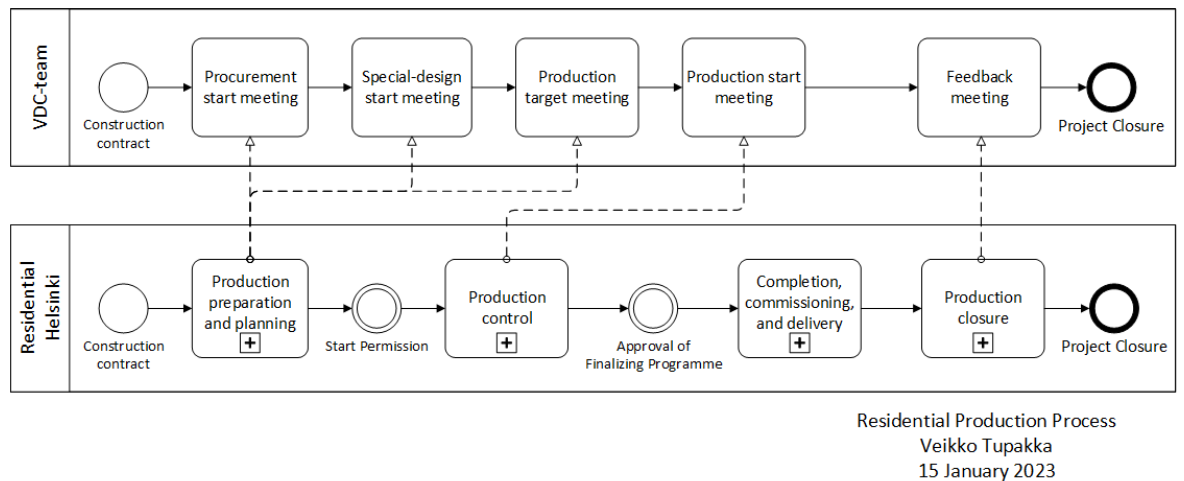 VDC-team
Construction
contract
Procurement
start meeting
Special-design
start meeting
Production
target meeting
Production start
meeting
Feedback
meeting
Project Closure
Residential
Helsinki
Construction
contract
Production
preparation
and planning
Start Permission
Production
control
Approval of
Finalizing Programme
Completion,
commissioning,
and delivery
Production
closure
Project Closure
Residential Production Process
Veikko Tupakka
15 January 2023